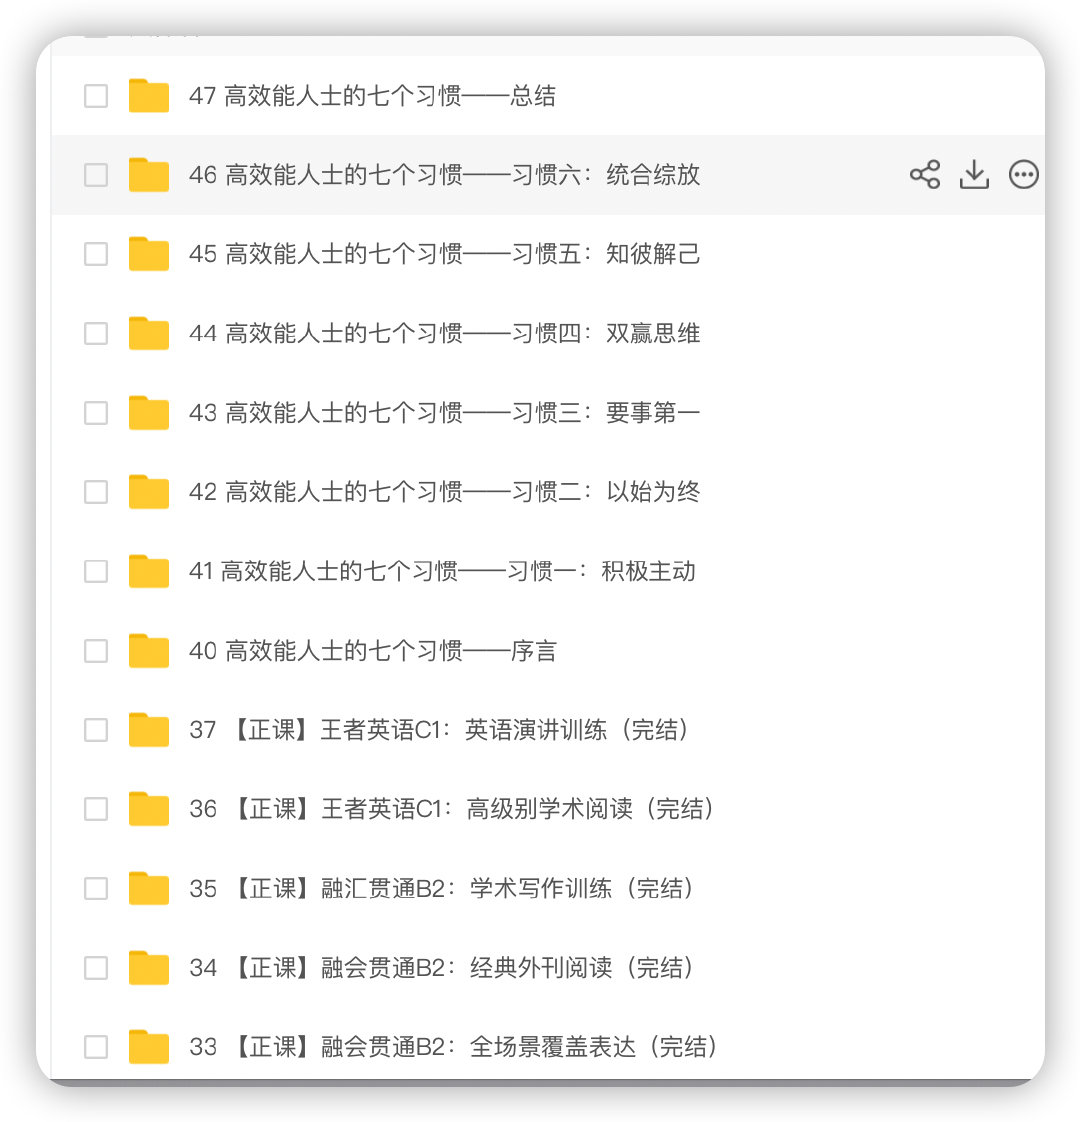 47 高效能人士的七个习惯——总结
46 高效能人士的七个习惯——习惯六：统合综放
45 高效能人士的七个习惯——习惯五：知彼解己
44 高效能人士的七个习惯——习惯四：双赢思维
43 高效能人士的七个习惯——习惯三：要事第一
42 高效能人士的七个习惯——习惯二：以始为终
41 高效能人士的七个习惯——习惯一：积极主动
40 高效能人士的七个习惯——序言
37 【正课】王者英语C1：英语演讲训练（完结）
36 【正课】王者英语C1：高级别学术阅读（完结）
35 【正课】融汇贯通B2：学术写作训练（完结）
34 【正课】融会贯通B2：经典外刊阅读（完结）
33 【正课】融会贯通B2：全场景覆盖表达（完结）